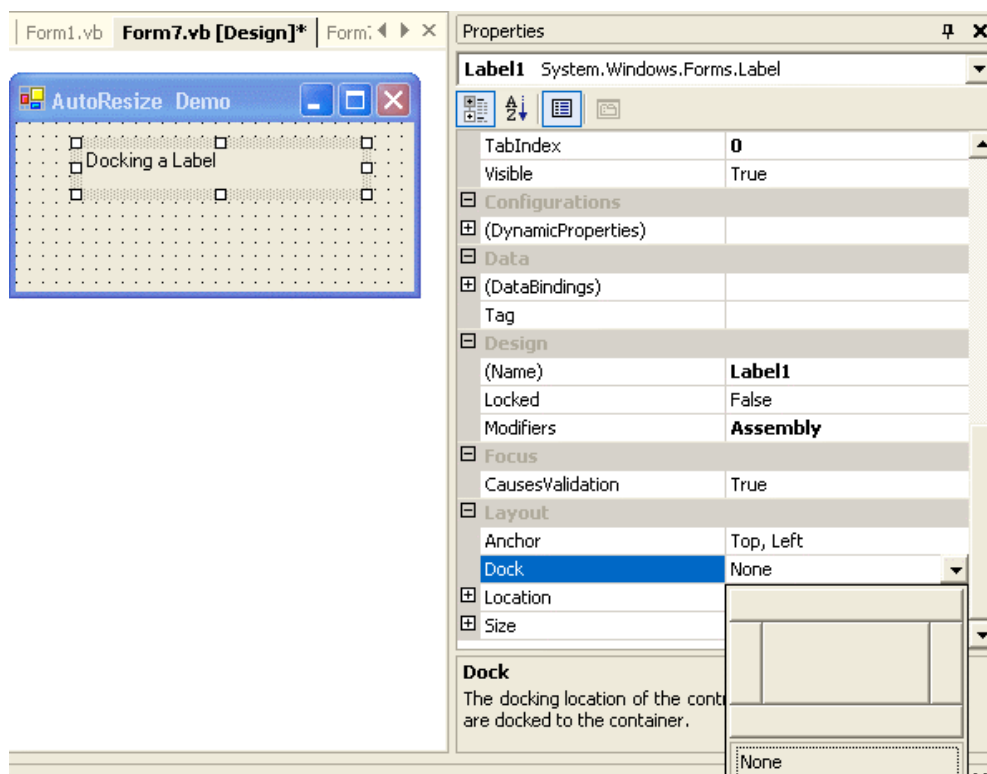 Form1.vb Form7.vb [Design]* Form7
AutoResize Demo
Docking a Label
Properties
Label1 System.Windows.Forms.Label
TabIndex 0
Visible True
Configurations
(DynamicProperties)
Data
(DataBindings)
Tag
Design
(Name) Label1
Locked False
Modifiers Assembly
Focus
CausesValidation True
Layout
Anchor Top, Left
Dock None
Location
Size
Dock
The docking location of the cont
are docked to the container.
None